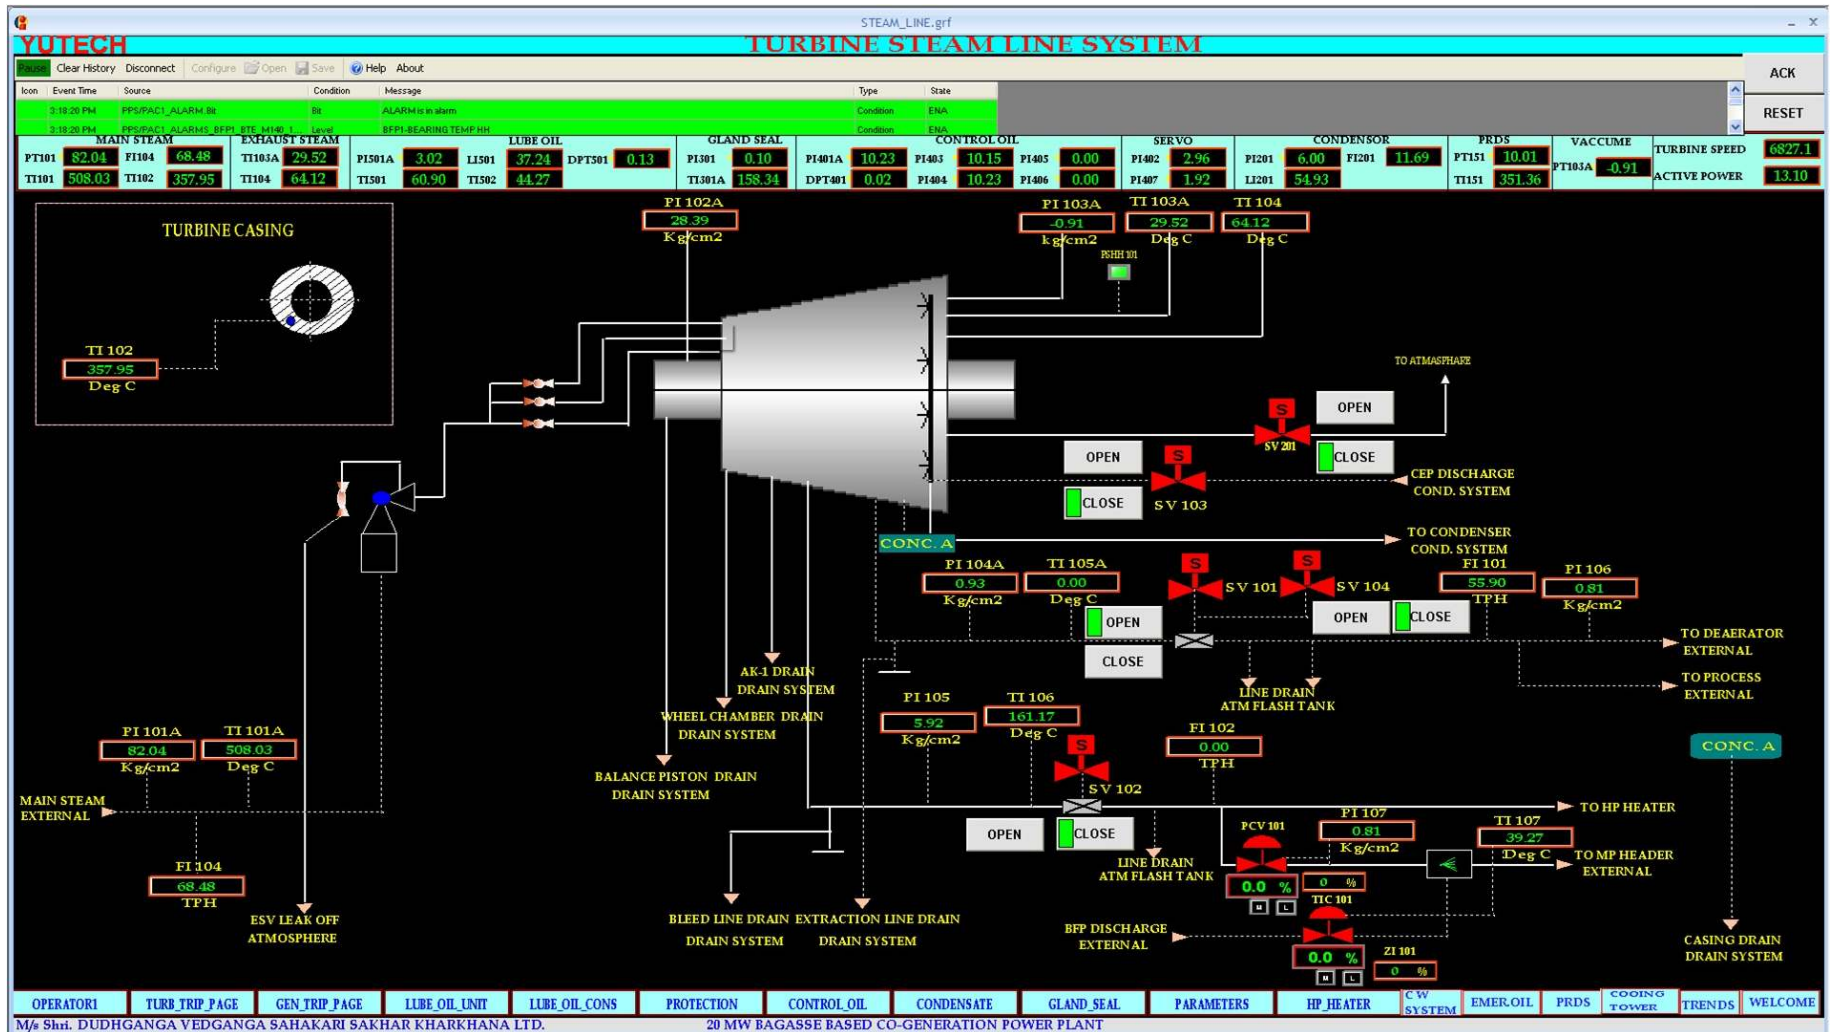 STEAM_LINE.grf
YUTECH TURBINE STEAM LINE SYSTEM
Pause Clear History Disconnect Configure Open Save Help About
ACK
RESET
Icon Event Time Source Condition Message Type State
3:18:20 PM PPS/PAC1_ALARM.Bit Bit ALARM is in alarm Condition ENA
3:18:20 PM PPS/PAC1_ALARMS_BFP1_BTE_M140_1... Level BFP1-BEARING TEMP HH Condition ENA
MAIN STEAM EXHAUST STEAM LUBE OIL GLAND SEAL CONTROL OIL SERVO CONDENSOR PRDS VACCUME
PT101 82.04 FI104 68.48 TI103A 29.52 PI501A 3.02 LI501 37.24 DPT501 0.13 PI301 0.10 PI401A 10.23 PI403 10.15 PI405 0.00 PI402 2.96 PI201 6.00 FI201 11.69 PT151 10.01 PT103A -0.91 TURBINE SPEED 6827.1
TI101 508.03 TI102 357.95 TI104 64.12 TI501 60.90 TI502 44.27 TI301A 158.34 DPT401 0.02 PI404 10.23 PI406 0.00 PI407 1.92 LI201 54.93 TI151 351.36 ACTIVE POWER 13.10
TURBINE CASING
TI 102
357.95
Deg C
PI 102A
28.39
Kg/cm2
PI 103A
-0.91
kg/cm2
TI 103A
29.52
Deg C
TI 104
64.12
Deg C
PSHH 101
TO ATMASPHARE
S
SV 201
OPEN
CLOSE
OPEN
CLOSE
S
SV 103
CEP DISCHARGE
COND. SYSTEM
CONC. A
TO CONDENSER
COND. SYSTEM
PI 104A
0.93
Kg/cm2
TI 105A
0.00
Deg C
S
SV 101
S
SV 104
OPEN
CLOSE
OPEN
CLOSE
FI 101
55.90
TPH
PI 106
0.81
Kg/cm2
TO DEAERATOR
EXTERNAL
TO PROCESS
EXTERNAL
LINE DRAIN
ATM FLASH TANK
AK-1 DRAIN
DRAIN SYSTEM
WHEEL CHAMBER DRAIN
DRAIN SYSTEM
BALANCE PISTON DRAIN
DRAIN SYSTEM
PI 105
5.92
Kg/cm2
TI 106
161.17
Deg C
S
SV 102
OPEN
CLOSE
FI 102
0.00
TPH
CONC. A
PI 101A
82.04
Kg/cm2
TI 101A
508.03
Deg C
MAIN STEAM
EXTERNAL
FI 104
68.48
TPH
ESV LEAK OFF
ATMOSPHERE
TO HP HEATER
PCV 101
PI 107
0.81
Kg/cm2
TI 107
39.27
Deg C
TO MP HEADER
EXTERNAL
LINE DRAIN
ATM FLASH TANK
0.0 %
0 %
M L
TIC 101
BLEED LINE DRAIN
DRAIN SYSTEM
EXTRACTION LINE DRAIN
DRAIN SYSTEM
BFP DISCHARGE
EXTERNAL
0.0 %
M L
ZI 101
0 %
CASING DRAIN
DRAIN SYSTEM
OPERATOR1 TURB_TRIP_PAGE GEN_TRIP_PAGE LUBE_OIL_UNIT LUBE_OIL_CONS PROTECTION CONTROL_OIL CONDENSATE GLAND_SEAL PARAMETERS HP_HEATER CW SYSTEM EMER.OIL PRDS COOING TOWER TRENDS WELCOME
M/s Shri. DUDHGANGA VEDGANGA SAHAKARI SAKHAR KHARKHANA LTD. 20 MW BAGASSE BASED CO-GENERATION POWER PLANT